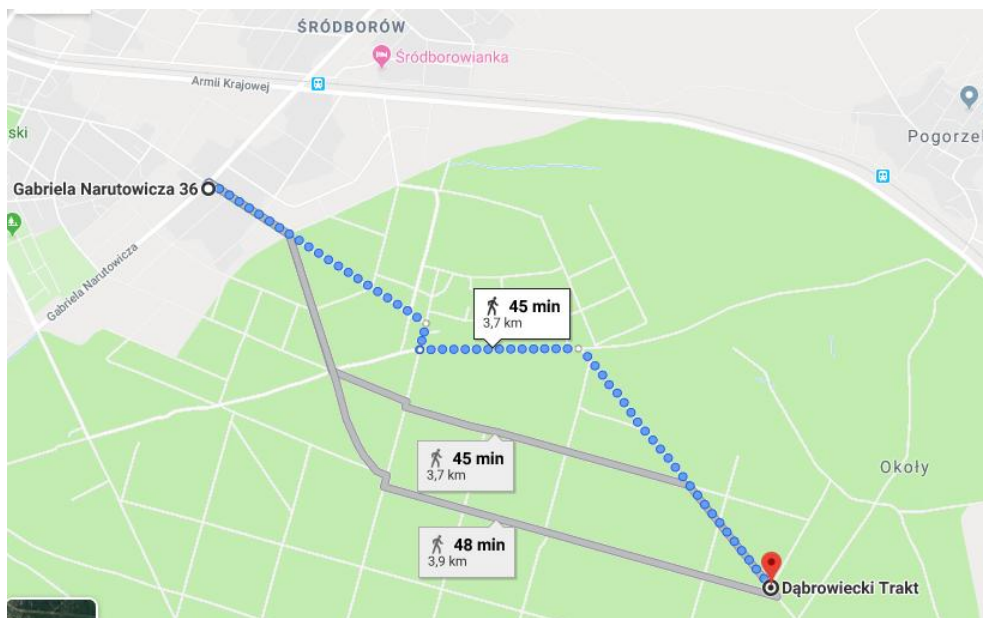 ŚRÓDBORÓW
Śródborowianka
Armii Krajowej
ski
Pogorzel
Gabriela Narutowicza 36
Gabriela Narutowicza
45 min
3,7 km
45 min
3,7 km
Okoły
48 min
3,9 km
Dąbrowiecki Trakt